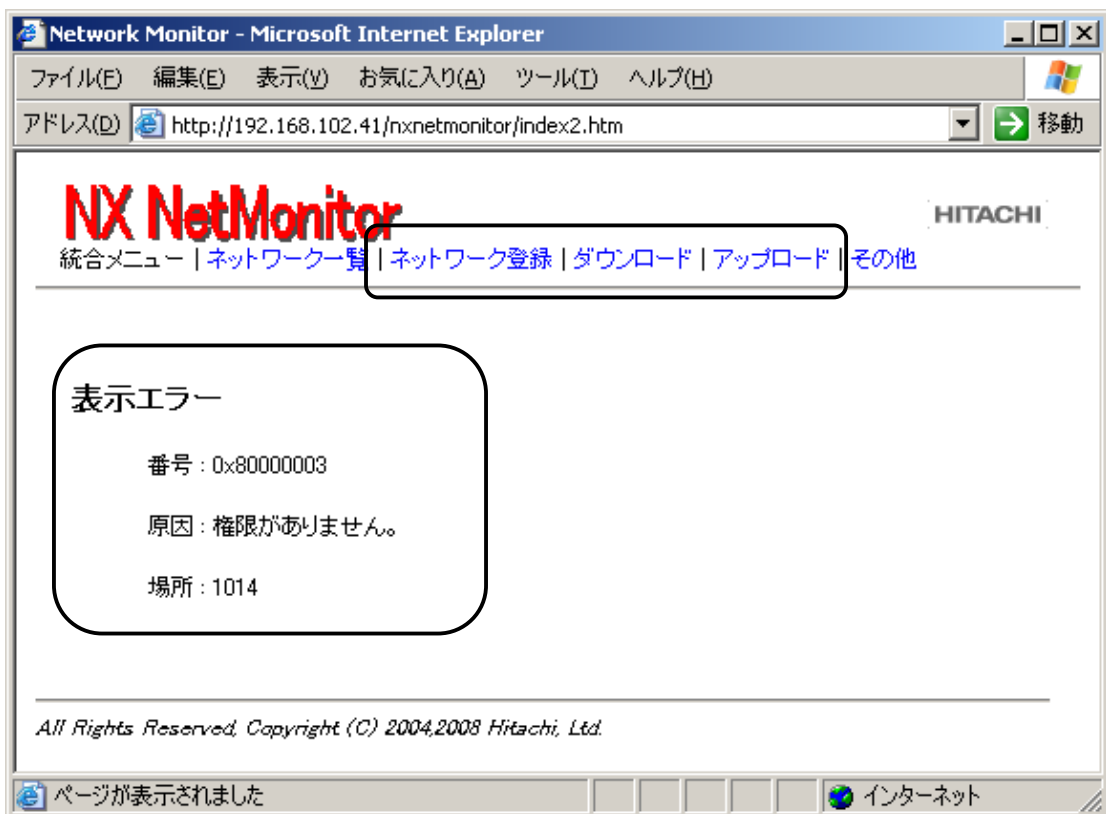 Network Monitor - Microsoft Internet Explorer
ファイル(F) 編集(E) 表示(V) お気に入り(A) ツール(T) ヘルプ(H)
アドレス(D) http://192.168.102.41/nxnetmonitor/index2.htm 移動
NX NetMonitor
HITACHI
統合メニュー | ネットワーク一覧 | ネットワーク登録 | ダウンロード | アップロード | その他
表示エラー
番号 : 0x80000003
原因 : 権限がありません。
場所 : 1014
All Rights Reserved, Copyright (C) 2004,2008 Hitachi, Ltd.
ページが表示されました インターネット